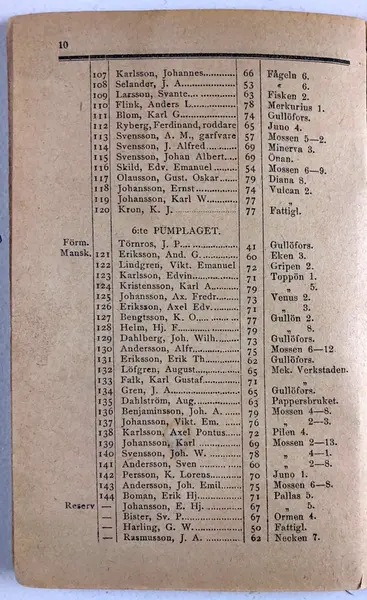 10
107 Karlsson, Johannes............. 66 Fågeln 6.
108 Selander, J. A.................... 53 „ 6.
109 Larsson, Svante.................. 63 Fisken 2.
110 Flink, Anders L................. 78 Merkurius 1.
111 Blom, Karl G.................... 74 Gullöfors.
112 Ryberg, Ferdinand, roddare 65 Juno 4.
113 Svensson, A. M., garfvare 57 Mossen 5—2.
114 Svensson, J. Alfred............ 69 Minerva 3.
115 Svensson, Johan Albert..... 69 Onan.
116 Skild, Edv. Emanuel.......... 54 Mossen 6—9.
117 Olausson, Gust. Oskar...... 79 Diana 8.
118 Johansson, Ernst............... 74 Vulcan 2.
119 Johansson, Karl W............ 77 „
120 Kron, K. J........................ 77 Fattigl.
6:te PUMPLAGET.
Förm. Törnros, J. P.................... 41 Gullöfors.
Mansk. 121 Eriksson, And. G............... 60 Eken 3.
122 Lindgren, Vikt. Emanuel 72 Gripen 2.
123 Karlsson, Edvin................. 71 Toppön 1.
124 Kristensson, Karl A........... 79 „ 5.
125 Johansson, Ax. Fredr......... 73 Venus 2.
126 Eriksson, Axel Edv............ 71 „ 3.
127 Bengtsson, K. O................ 77 Gullön 2.
128 Helm, Hj. F...................... 79 „ 8.
129 Dahlberg, Joh. Wilh.......... 73 Gullöfors.
130 Andersson, Alfr................. 75 Mossen 6—12
131 Eriksson, Erik Th.............. 62 Gullöfors.
132 Löfgren, August................ 65 Mek. Verkstaden.
133 Falk, Karl Gustaf.............. 71 „
134 Gren, J. A........................ 65 Gullöfors.
135 Dahlström, Aug................ 63 Pappersbruket.
136 Benjaminsson, Joh. A....... 79 Mossen 4—8.
137 Johansson, Vikt. Em......... 76 „ 2—3.
138 Karlsson, Axel Pontus...... 72 Pilen 4.
139 Johansson, Karl................ 69 Mossen 2—13.
140 Svensson, Joh. W.............. 78 „ 4—1.
141 Andersson, Sven............... 60 „ 2—8.
142 Persson, K. Lorens............ 70 Juno 1.
143 Andersson, Joh. Emil........ 75 Mossen 6—8.
144 Boman, Erik Hj................ 71 Pallas 5.
Reserv — Johansson, E. Hj.............. 67 „ 5.
— Bister, Sv. P..................... 67 Ormen 4.
— Harling, G. W.................. 50 Fattigl.
— Rasmusson, J. A.............. 62 Necken 7.